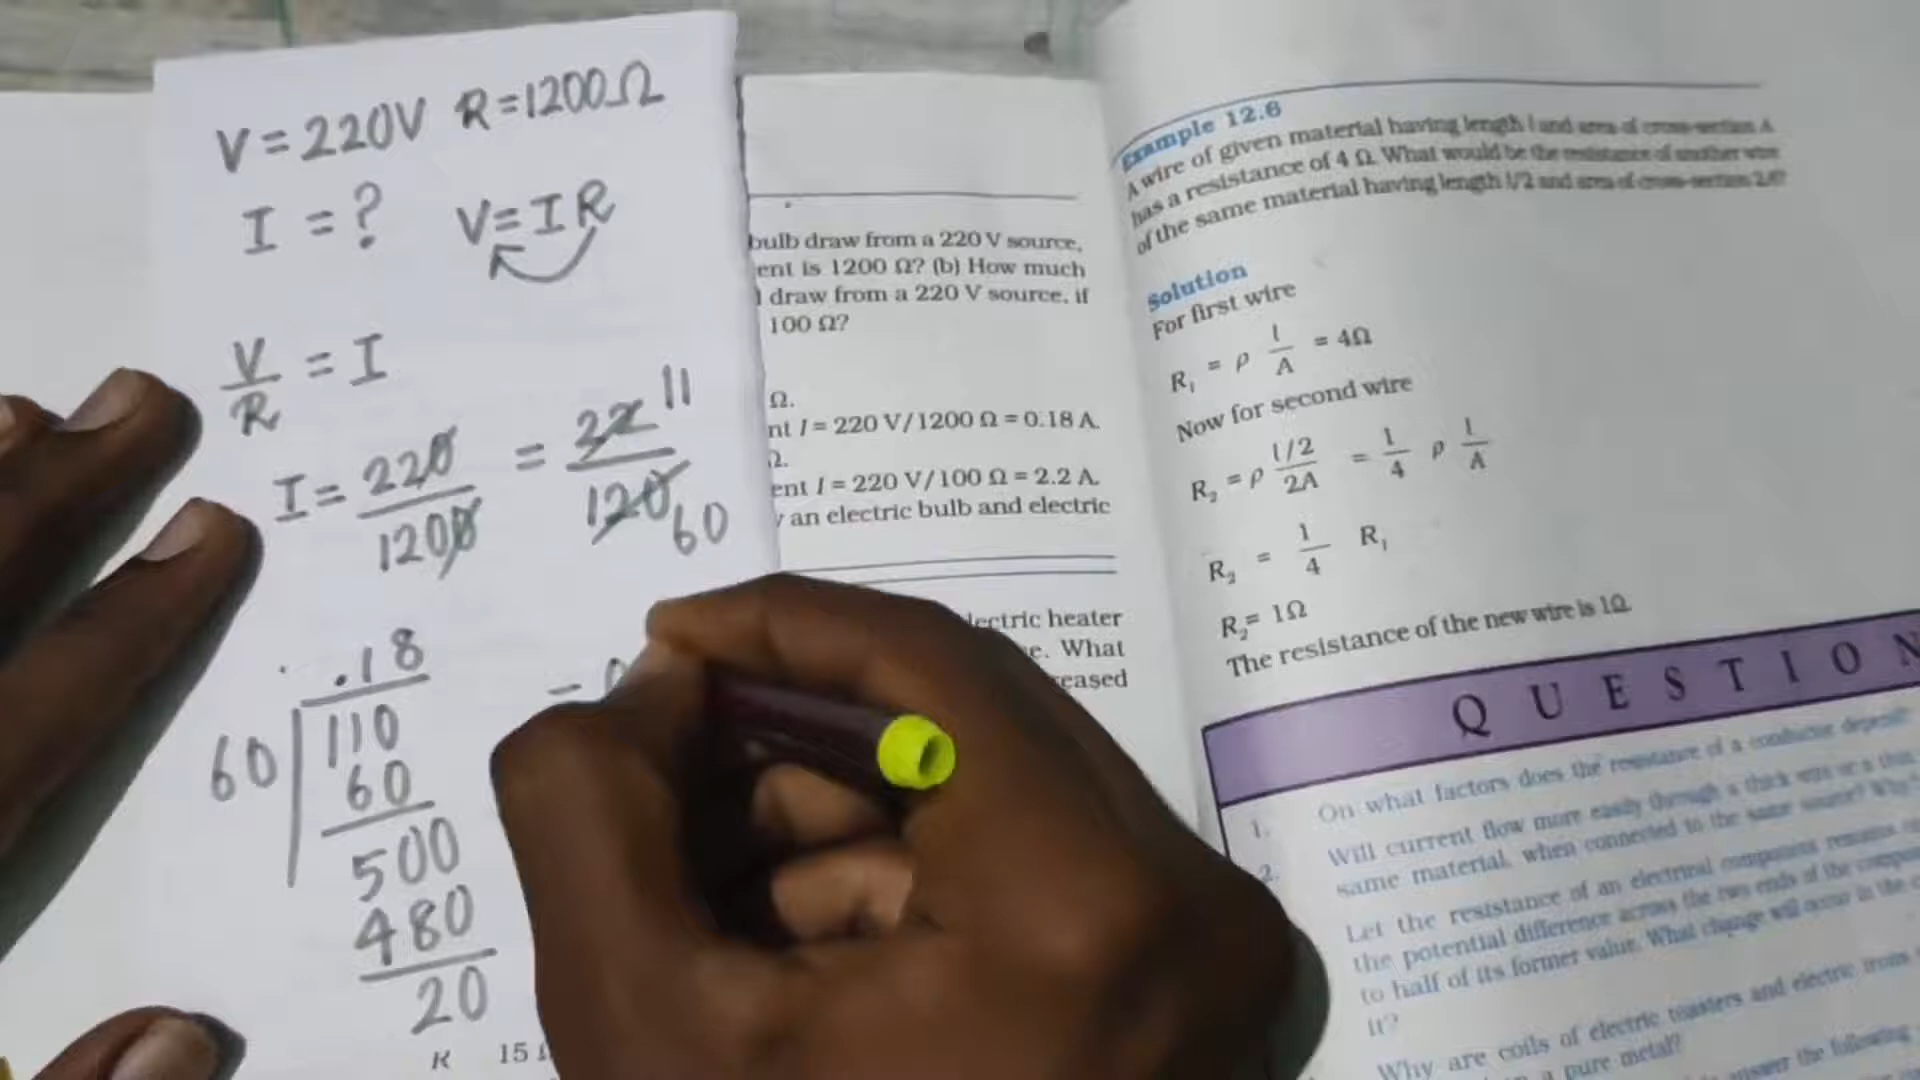 V = 220V R = 1200Ω
I = ? V = I R
V/R = I
I = 220/1200 = 22/120 11 60
.18
60 110
60
500
480
20
R 15
bulb draw from a 220 V source,
ent is 1200 Ω? (b) How much
draw from a 220 V source, if
100 Ω?
Ω.
nt I = 220 V/1200 Ω = 0.18 A.
Ω.
ent I = 220 V/100 Ω = 2.2 A.
an electric bulb and electric
lectric heater
e. What
reased
Example 12.6
A wire of given material having length l and area of cross-section A
has a resistance of 4 Ω. What would be the resistance of another wire
of the same material having length l/2 and area of cross-section 2A?
Solution
For first wire
R₁ = ρ l/A = 4Ω
Now for second wire
R₂ = ρ l/2/2A = 1/4 ρ l/A
R₂ = 1/4 R₁
R₂ = 1Ω
The resistance of the new wire is 1Ω.
QUESTION
1. On what factors does the resistance of a conductor depend?
2. Will current flow more easily through a thick wire or a thin
same material, when connected to the same source? Why?
Let the resistance of an electrical component remains
the potential difference across the two ends of the component
to half of its former value. What change will occur in the
it?
Why are coils of electric toasters and electric irons
a pure metal?
answer the following